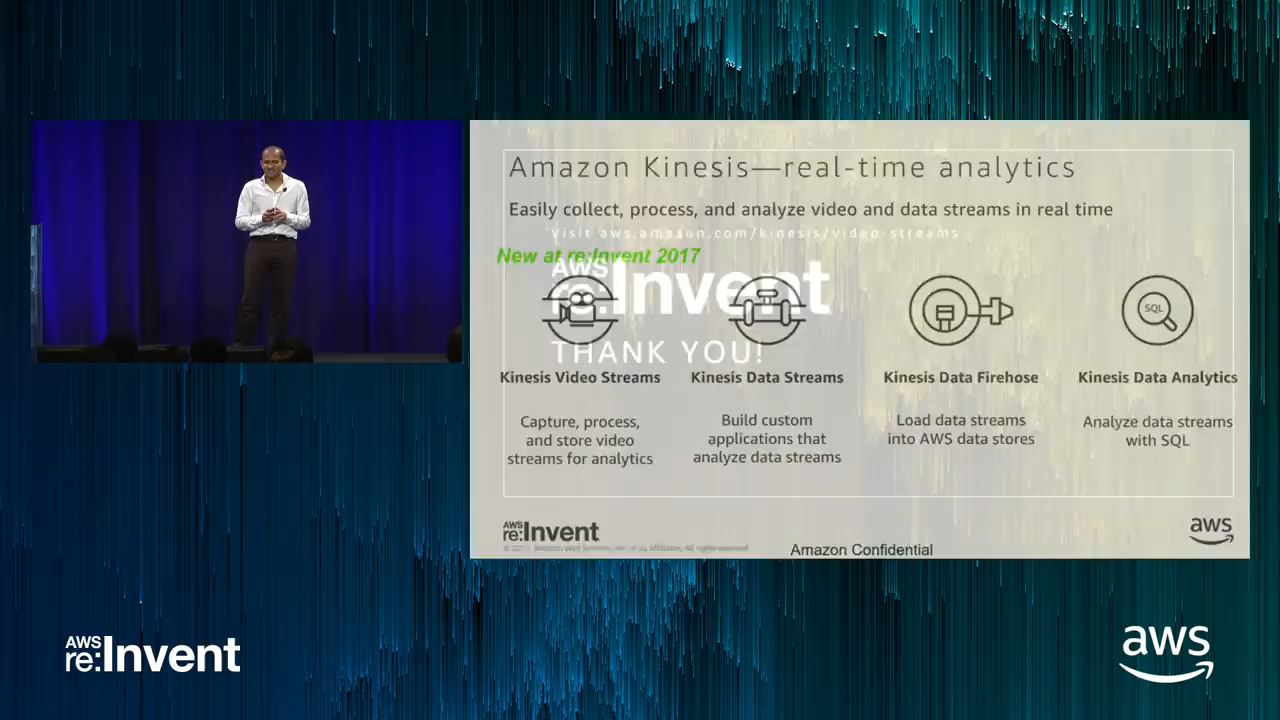 Amazon Kinesis—real-time analytics
Easily collect, process, and analyze video and data streams in real time
Visit aws.amazon.com/kinesis/video-streams
New at re:Invent 2017
AWS
re:Invent
THANK YOU!
SQL
Kinesis Video Streams
Capture, process,
and store video
streams for analytics
Kinesis Data Streams
Build custom
applications that
analyze data streams
Kinesis Data Firehose
Load data streams
into AWS data stores
Kinesis Data Analytics
Analyze data streams
with SQL
AWS
re:Invent
All rights reserved
Amazon Confidential
aws
AWS
re:Invent
aws